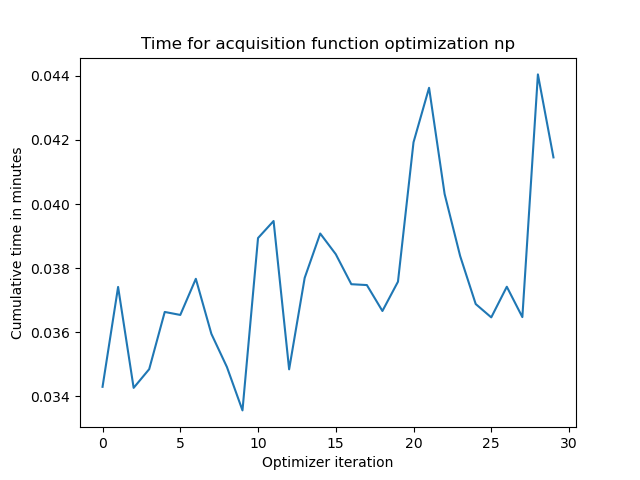 Time for acquisition function optimization np
0.044
0.042
0.040
0.038
0.036
0.034
Cumulative time in minutes
0 5 10 15 20 25 30
Optimizer iteration